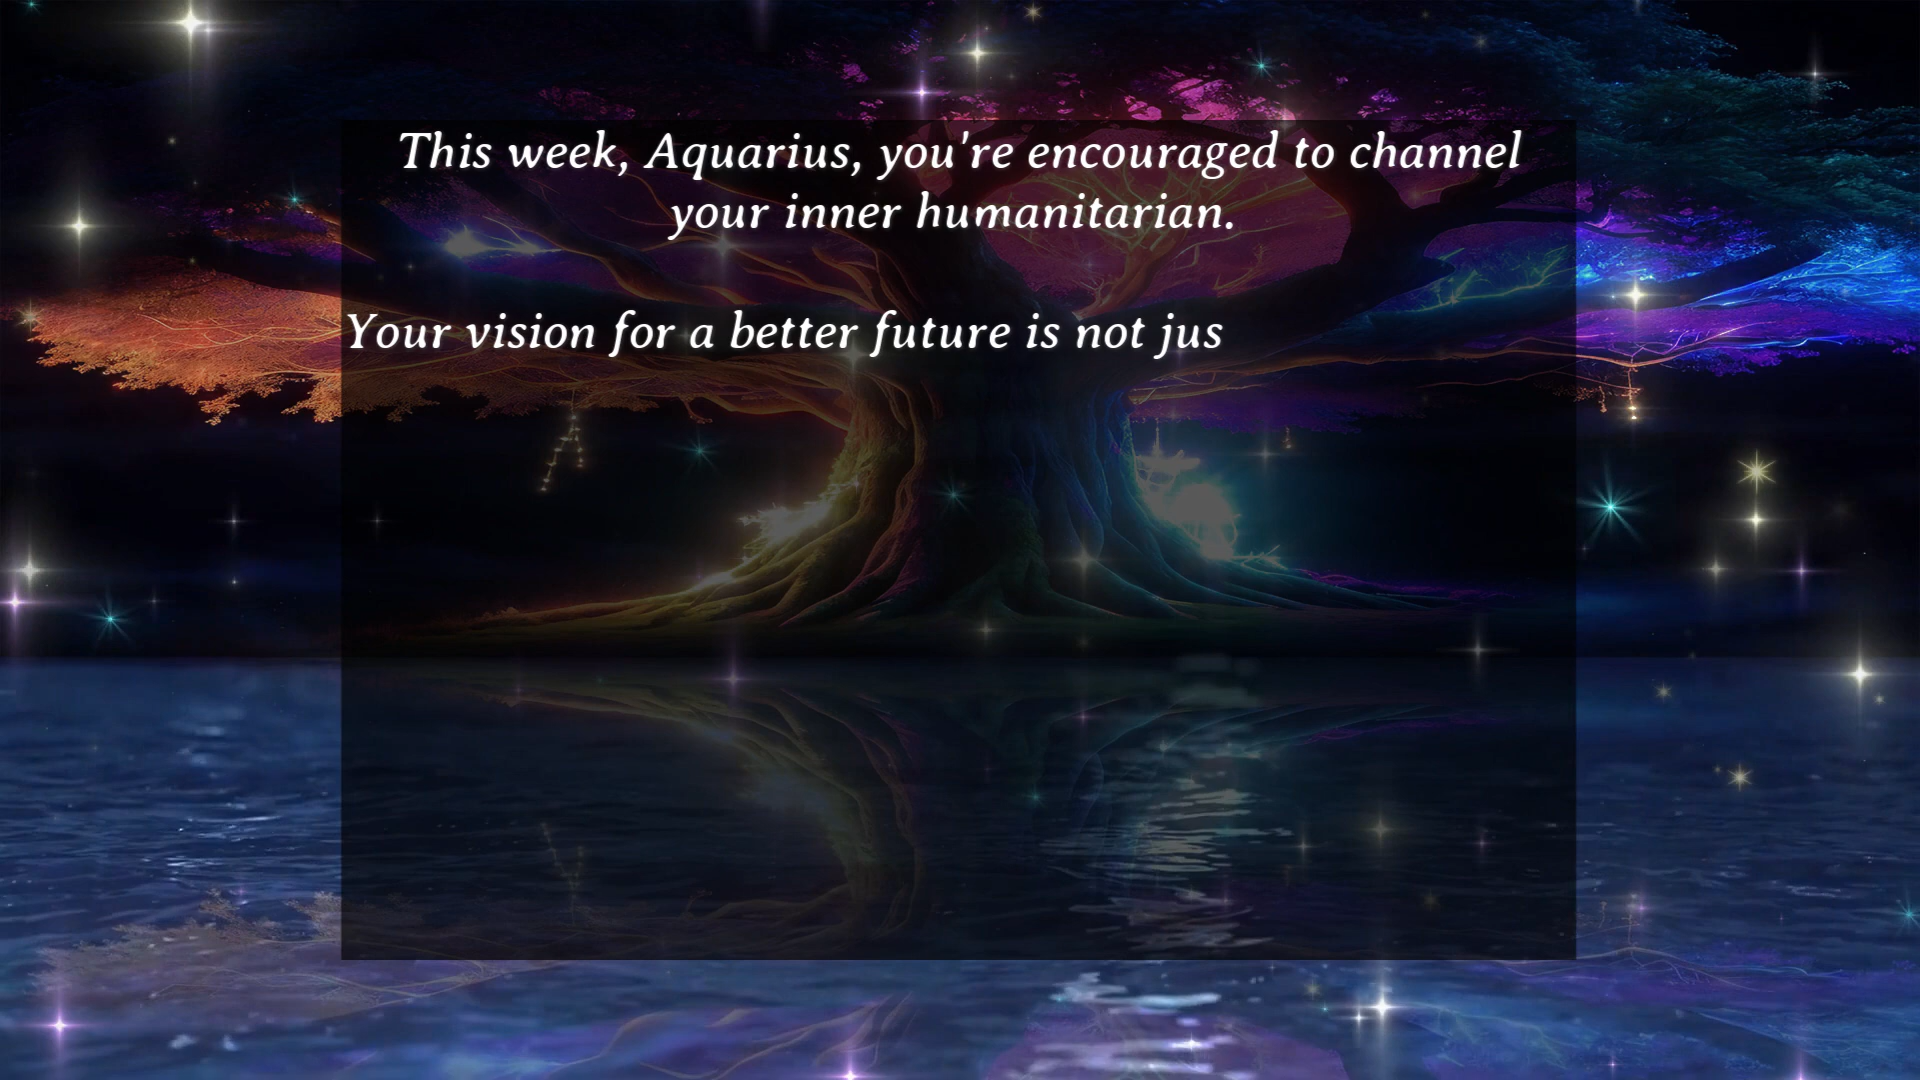 This week, Aquarius, you're encouraged to channel
your inner humanitarian.
Your vision for a better future is not jus